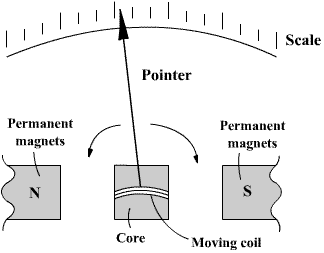 Scale
Pointer
Permanent
magnets
Permanent
magnets
N
S
Core
Moving coil